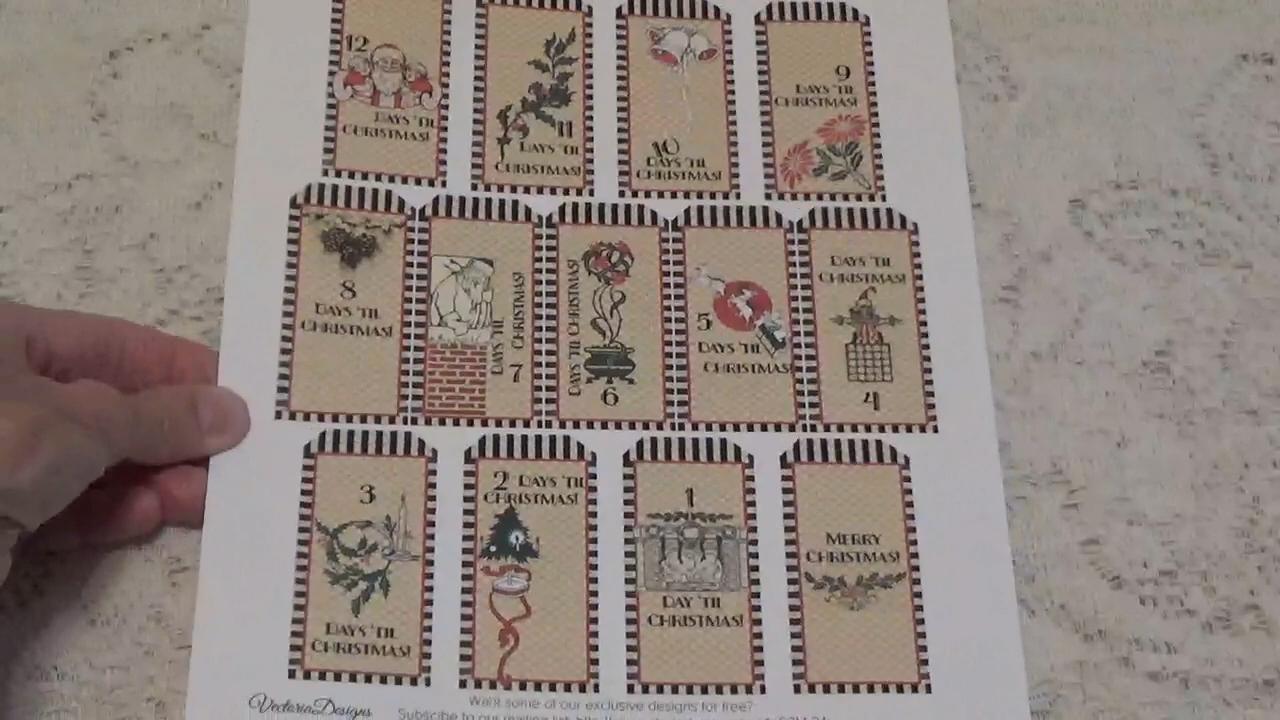 12
DAYS 'TIL
CHRISTMAS!
11
DAYS 'TIL
CHRISTMAS!
10
DAYS 'TIL
CHRISTMAS!
9
DAYS 'TIL
CHRISTMAS!
8
DAYS 'TIL
CHRISTMAS!
7
DAYS 'TIL
CHRISTMAS!
DAYS 'TIL CHRISTMAS!
6
5
DAYS 'TIL
CHRISTMAS!
DAYS 'TIL
CHRISTMAS!
4
3
DAYS 'TIL
CHRISTMAS!
2 DAYS 'TIL
CHRISTMAS!
1
DAY 'TIL
CHRISTMAS!
MERRY
CHRISTMAS!
VectoriaDesigns
Want some of our exclusive designs for free?
Subscibe to our mailing list